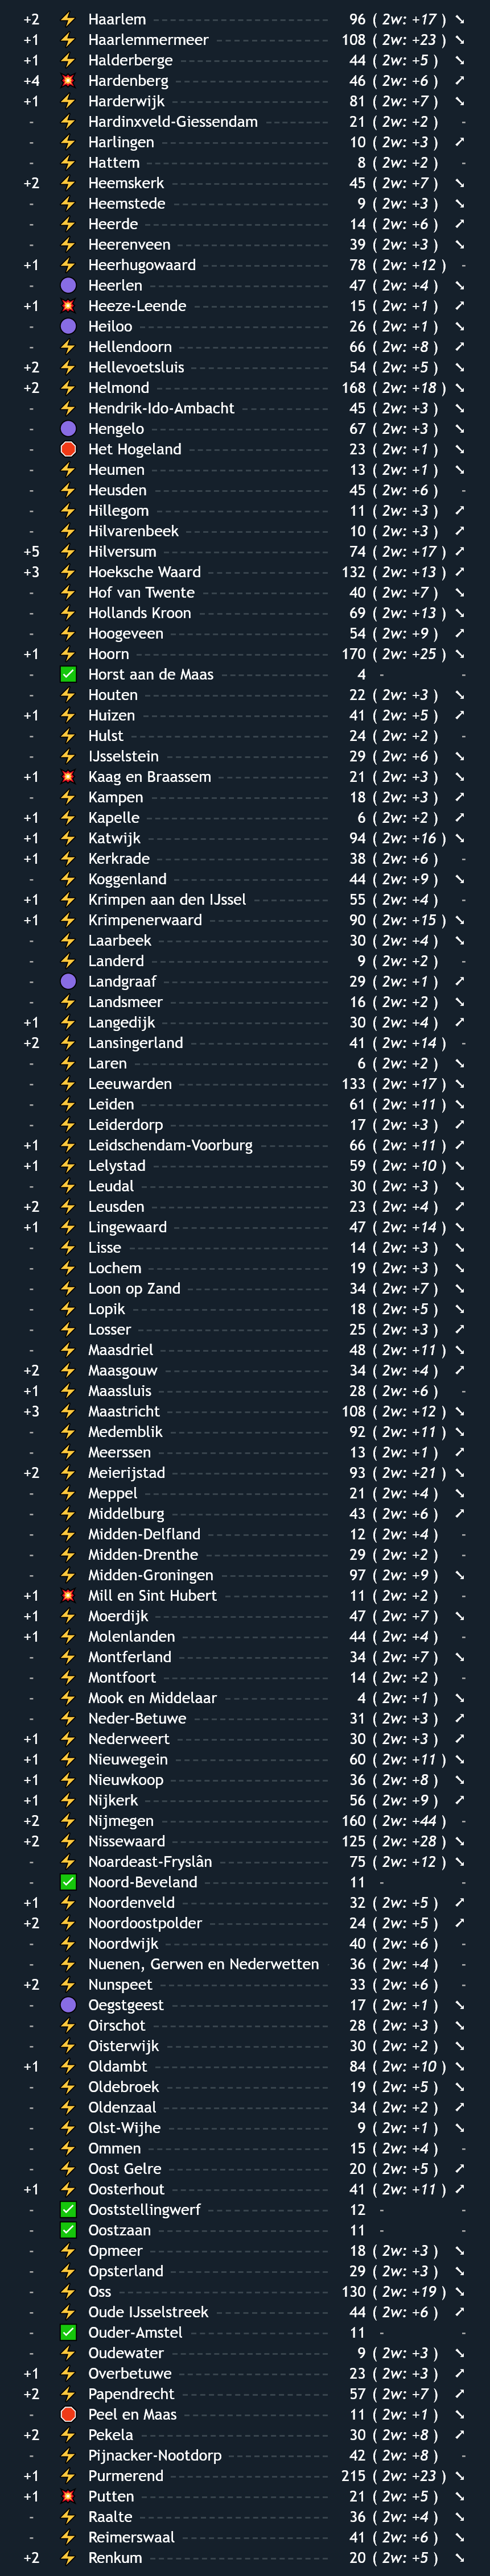 +2 ⚡ Haarlem 96 ( 2w: +17 ) ↘
+1 ⚡ Haarlemmermeer 108 ( 2w: +23 ) ↘
+1 ⚡ Halderberge 44 ( 2w: +5 ) ↘
+4 💥 Hardenberg 46 ( 2w: +6 ) ↗
+1 ⚡ Harderwijk 81 ( 2w: +7 ) ↘
- ⚡ Hardinxveld-Giessendam 21 ( 2w: +2 ) -
- ⚡ Harlingen 10 ( 2w: +3 ) ↗
- ⚡ Hattem 8 ( 2w: +2 ) -
+2 ⚡ Heemskerk 45 ( 2w: +7 ) ↘
- ⚡ Heemstede 9 ( 2w: +3 ) ↘
- ⚡ Heerde 14 ( 2w: +6 ) ↗
- ⚡ Heerenveen 39 ( 2w: +3 ) ↘
+1 ⚡ Heerhugowaard 78 ( 2w: +12 ) -
- 🟣 Heerlen 47 ( 2w: +4 ) ↘
+1 💥 Heeze-Leende 15 ( 2w: +1 ) ↗
- 🟣 Heiloo 26 ( 2w: +1 ) ↘
- ⚡ Hellendoorn 66 ( 2w: +8 ) ↗
+2 ⚡ Hellevoetsluis 54 ( 2w: +5 ) ↘
+2 ⚡ Helmond 168 ( 2w: +18 ) ↘
- ⚡ Hendrik-Ido-Ambacht 45 ( 2w: +3 ) ↘
- 🟣 Hengelo 67 ( 2w: +3 ) ↘
- 🛑 Het Hogeland 23 ( 2w: +1 ) ↘
- ⚡ Heumen 13 ( 2w: +1 ) ↘
- ⚡ Heusden 45 ( 2w: +6 ) -
- ⚡ Hillegom 11 ( 2w: +3 ) ↗
- ⚡ Hilvarenbeek 10 ( 2w: +3 ) ↗
+5 ⚡ Hilversum 74 ( 2w: +17 ) ↗
+3 ⚡ Hoeksche Waard 132 ( 2w: +13 ) ↗
- ⚡ Hof van Twente 40 ( 2w: +7 ) ↘
- ⚡ Hollands Kroon 69 ( 2w: +13 ) ↘
- ⚡ Hoogeveen 54 ( 2w: +9 ) ↗
+1 ⚡ Hoorn 170 ( 2w: +25 ) ↘
- ✅ Horst aan de Maas 4 - -
- ⚡ Houten 22 ( 2w: +3 ) ↘
+1 ⚡ Huizen 41 ( 2w: +5 ) ↗
- ⚡ Hulst 24 ( 2w: +2 ) -
- ⚡ IJsselstein 29 ( 2w: +6 ) ↘
+1 💥 Kaag en Braassem 21 ( 2w: +3 ) ↘
- ⚡ Kampen 18 ( 2w: +3 ) ↗
+1 ⚡ Kapelle 6 ( 2w: +2 ) ↗
+1 ⚡ Katwijk 94 ( 2w: +16 ) ↘
+1 ⚡ Kerkrade 38 ( 2w: +6 ) -
- ⚡ Koggenland 44 ( 2w: +9 ) ↘
+1 ⚡ Krimpen aan den IJssel 55 ( 2w: +4 ) -
+1 ⚡ Krimpenerwaard 90 ( 2w: +15 ) ↘
- ⚡ Laarbeek 30 ( 2w: +4 ) ↘
- ⚡ Landerd 9 ( 2w: +2 ) -
- 🟣 Landgraaf 29 ( 2w: +1 ) ↗
- ⚡ Landsmeer 16 ( 2w: +2 ) ↘
+1 ⚡ Langedijk 30 ( 2w: +4 ) ↗
+2 ⚡ Lansingerland 41 ( 2w: +14 ) -
- ⚡ Laren 6 ( 2w: +2 ) ↘
- ⚡ Leeuwarden 133 ( 2w: +17 ) ↘
- ⚡ Leiden 61 ( 2w: +11 ) ↘
- ⚡ Leiderdorp 17 ( 2w: +3 ) ↗
+1 ⚡ Leidschendam-Voorburg 66 ( 2w: +11 ) ↗
+1 ⚡ Lelystad 59 ( 2w: +10 ) ↘
- ⚡ Leudal 30 ( 2w: +3 ) ↘
+2 ⚡ Leusden 23 ( 2w: +4 ) ↗
+1 ⚡ Lingewaard 47 ( 2w: +14 ) ↘
- ⚡ Lisse 14 ( 2w: +3 ) ↘
- ⚡ Lochem 19 ( 2w: +3 ) ↘
- ⚡ Loon op Zand 34 ( 2w: +7 ) ↘
- ⚡ Lopik 18 ( 2w: +5 ) ↘
- ⚡ Losser 25 ( 2w: +3 ) ↗
- ⚡ Maasdriel 48 ( 2w: +11 ) ↘
+2 ⚡ Maasgouw 34 ( 2w: +4 ) ↗
+1 ⚡ Maassluis 28 ( 2w: +6 ) -
+3 ⚡ Maastricht 108 ( 2w: +12 ) ↘
- ⚡ Medemblik 92 ( 2w: +11 ) ↘
- ⚡ Meerssen 13 ( 2w: +1 ) ↗
+2 ⚡ Meierijstad 93 ( 2w: +21 ) ↘
- ⚡ Meppel 21 ( 2w: +4 ) ↘
- ⚡ Middelburg 43 ( 2w: +6 ) ↗
- ⚡ Midden-Delfland 12 ( 2w: +4 ) -
- ⚡ Midden-Drenthe 29 ( 2w: +2 ) -
- ⚡ Midden-Groningen 97 ( 2w: +9 ) ↘
+1 💥 Mill en Sint Hubert 11 ( 2w: +2 ) -
+1 ⚡ Moerdijk 47 ( 2w: +7 ) ↘
+1 ⚡ Molenlanden 44 ( 2w: +4 ) -
- ⚡ Montferland 34 ( 2w: +7 ) ↘
- ⚡ Montfoort 14 ( 2w: +2 ) -
- ⚡ Mook en Middelaar 4 ( 2w: +1 ) ↘
- ⚡ Neder-Betuwe 31 ( 2w: +3 ) ↗
+1 ⚡ Nederweert 30 ( 2w: +3 ) ↗
+1 ⚡ Nieuwegein 60 ( 2w: +11 ) ↘
+1 ⚡ Nieuwkoop 36 ( 2w: +8 ) ↘
+1 ⚡ Nijkerk 56 ( 2w: +9 ) ↗
+2 ⚡ Nijmegen 160 ( 2w: +44 ) -
+2 ⚡ Nissewaard 125 ( 2w: +28 ) ↘
- ⚡ Noardeast-Fryslân 75 ( 2w: +12 ) ↘
- ✅ Noord-Beveland 11 - -
+1 ⚡ Noordenveld 32 ( 2w: +5 ) ↗
+2 ⚡ Noordoostpolder 24 ( 2w: +5 ) ↗
- ⚡ Noordwijk 40 ( 2w: +6 ) -
- ⚡ Nuenen, Gerwen en Nederwetten 36 ( 2w: +4 ) -
+2 ⚡ Nunspeet 33 ( 2w: +6 ) -
- 🟣 Oegstgeest 17 ( 2w: +1 ) ↘
- ⚡ Oirschot 28 ( 2w: +3 ) ↘
- ⚡ Oisterwijk 30 ( 2w: +2 ) ↘
+1 ⚡ Oldambt 84 ( 2w: +10 ) ↘
- ⚡ Oldebroek 19 ( 2w: +5 ) ↘
- ⚡ Oldenzaal 34 ( 2w: +2 ) ↗
- ⚡ Olst-Wijhe 9 ( 2w: +1 ) ↘
- ⚡ Ommen 15 ( 2w: +4 ) -
- ⚡ Oost Gelre 20 ( 2w: +5 ) ↗
+1 ⚡ Oosterhout 41 ( 2w: +11 ) ↗
- ✅ Ooststellingwerf 12 - -
- ✅ Oostzaan 11 - -
- ⚡ Opmeer 18 ( 2w: +3 ) ↘
- ⚡ Opsterland 29 ( 2w: +3 ) ↘
- ⚡ Oss 130 ( 2w: +19 ) ↘
- ⚡ Oude IJsselstreek 44 ( 2w: +6 ) ↗
- ✅ Ouder-Amstel 11 - -
- ⚡ Oudewater 9 ( 2w: +3 ) ↘
+1 ⚡ Overbetuwe 23 ( 2w: +3 ) ↗
+2 ⚡ Papendrecht 57 ( 2w: +7 ) ↗
- 🛑 Peel en Maas 11 ( 2w: +1 ) ↘
+2 ⚡ Pekela 30 ( 2w: +8 ) ↗
- ⚡ Pijnacker-Nootdorp 42 ( 2w: +8 ) -
+1 ⚡ Purmerend 215 ( 2w: +23 ) ↘
+1 💥 Putten 21 ( 2w: +5 ) ↘
- ⚡ Raalte 36 ( 2w: +4 ) ↘
- ⚡ Reimerswaal 41 ( 2w: +6 ) ↘
+2 ⚡ Renkum 20 ( 2w: +5 ) ↘